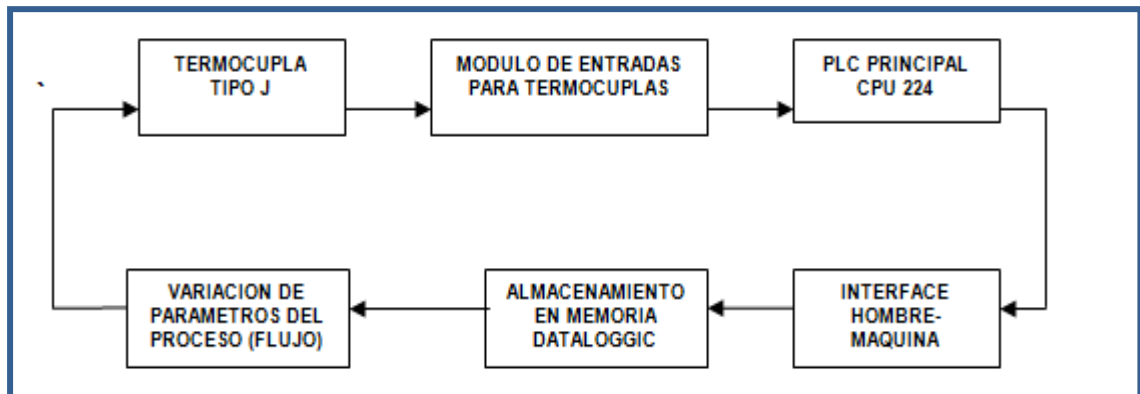 TERMOCUPLA
TIPO J
MODULO DE ENTRADAS
PARA TERMOCUPLAS
PLC PRINCIPAL
CPU 224
VARIACION DE
PARAMETROS DEL
PROCESO (FLUJO)
ALMACENAMIENTO
EN MEMORIA
DATALOGGIC
INTERFACE
HOMBRE-
MAQUINA